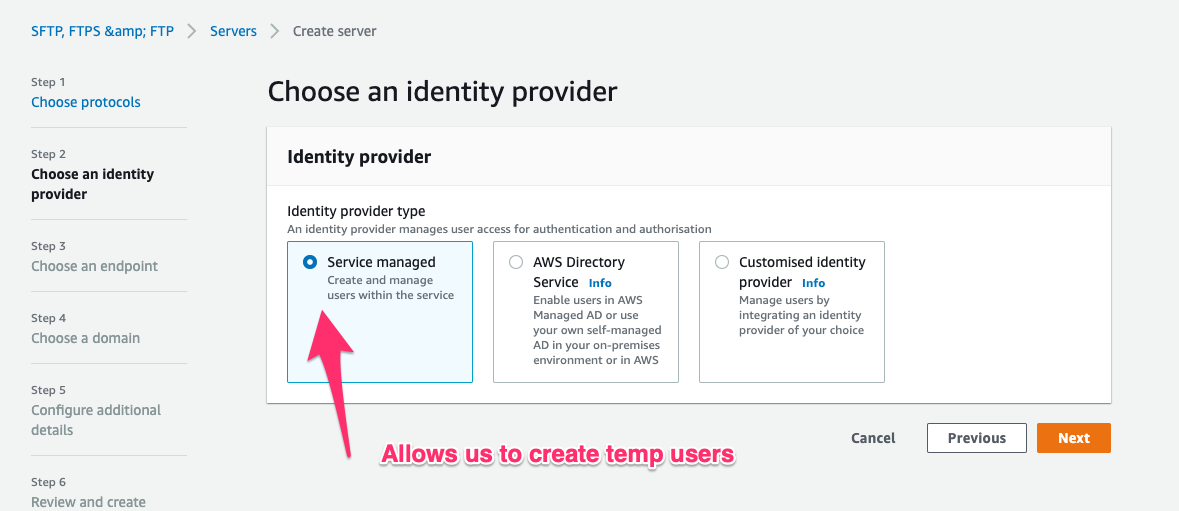 SFTP, FTPS &amp; FTP > Servers > Create server
Step 1
Choose protocols
Step 2
Choose an identity
provider
Step 3
Choose an endpoint
Step 4
Choose a domain
Step 5
Configure additional
details
Step 6
Review and create
Choose an identity provider
Identity provider
Identity provider type
An identity provider manages user access for authentication and authorisation
Service managed
Create and manage
users within the service
AWS Directory
Service Info
Enable users in AWS
Managed AD or use
your own self-managed
AD in your on-premises
environment or in AWS
Customised identity
provider Info
Manage users by
integrating an identity
provider of your choice
Allows us to create temp users
Cancel
Previous
Next